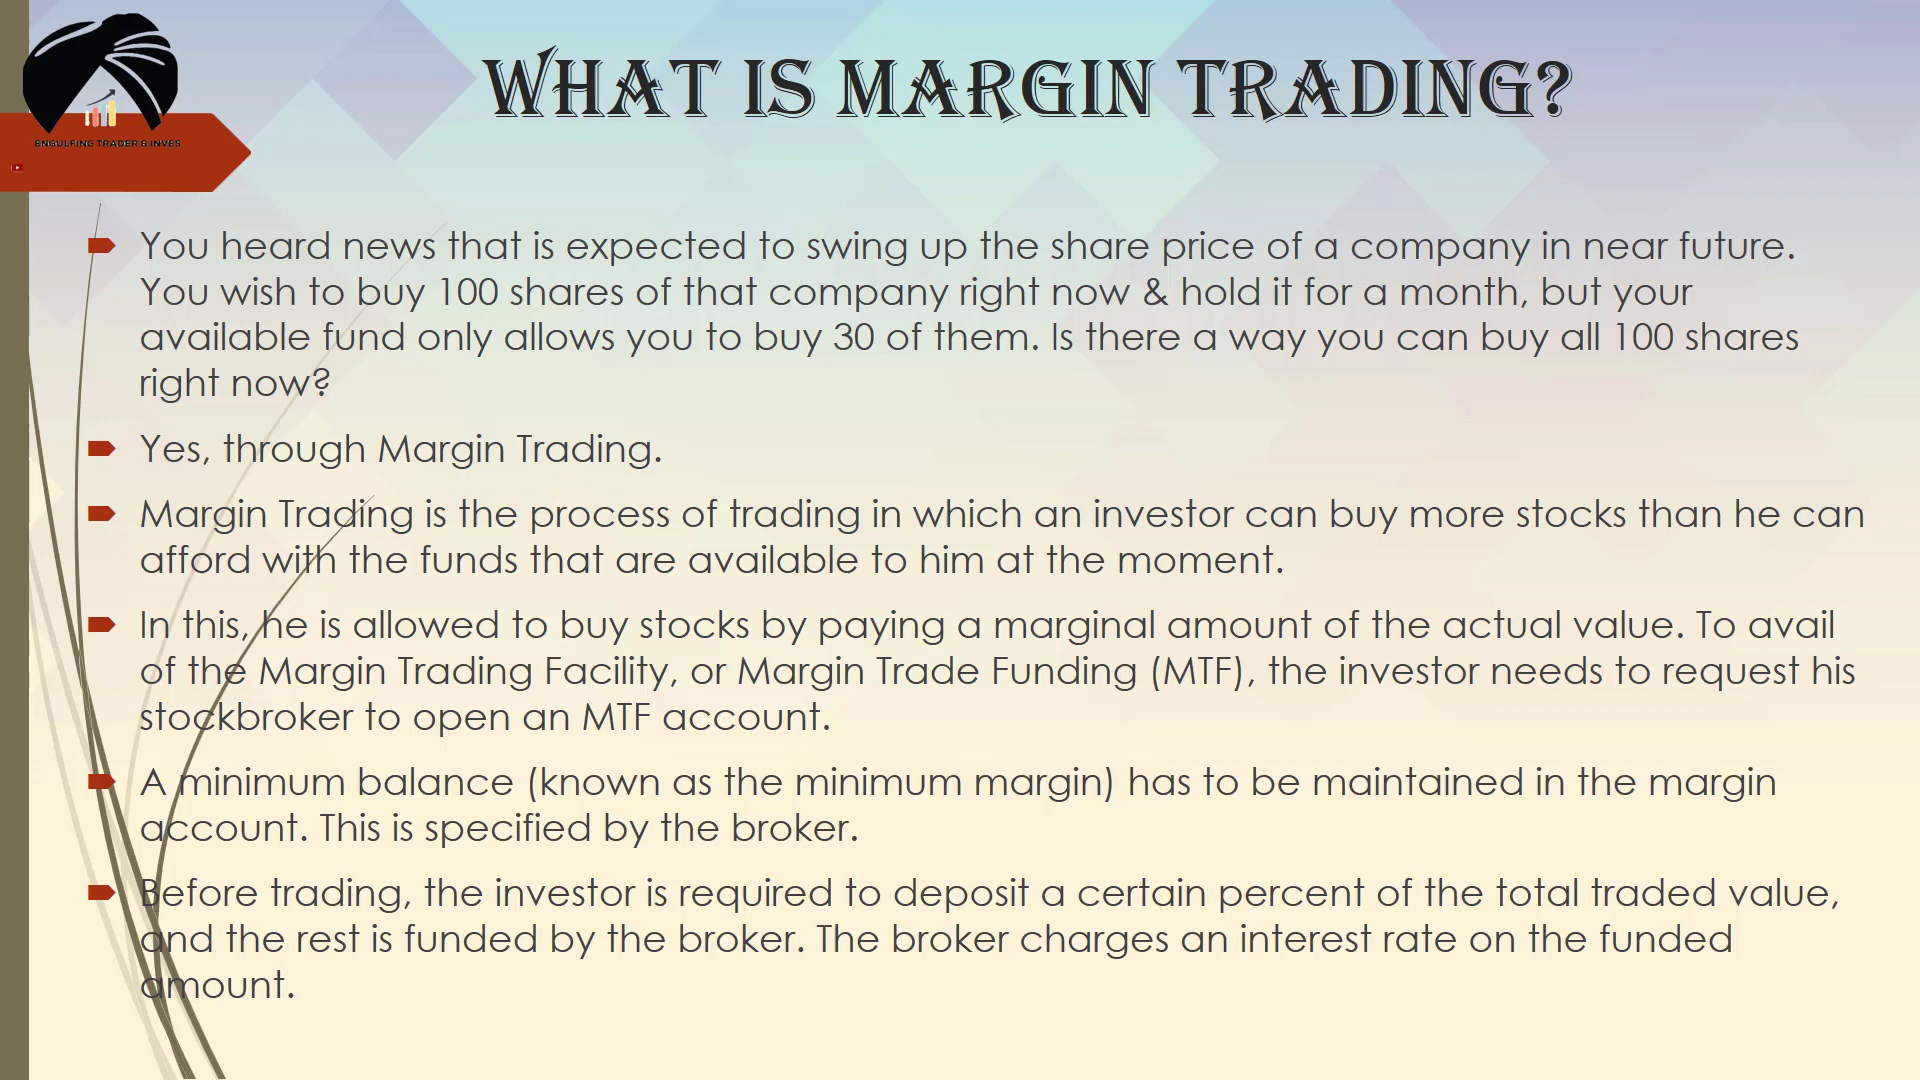 WHAT IS MARGIN TRADING?
ENGULFING TRADER & INVES
You heard news that is expected to swing up the share price of a company in near future.
You wish to buy 100 shares of that company right now & hold it for a month, but your
available fund only allows you to buy 30 of them. Is there a way you can buy all 100 shares
right now?
Yes, through Margin Trading.
Margin Trading is the process of trading in which an investor can buy more stocks than he can
afford with the funds that are available to him at the moment.
In this, he is allowed to buy stocks by paying a marginal amount of the actual value. To avail
of the Margin Trading Facility, or Margin Trade Funding (MTF), the investor needs to request his
stockbroker to open an MTF account.
A minimum balance (known as the minimum margin) has to be maintained in the margin
account. This is specified by the broker.
Before trading, the investor is required to deposit a certain percent of the total traded value,
and the rest is funded by the broker. The broker charges an interest rate on the funded
amount.